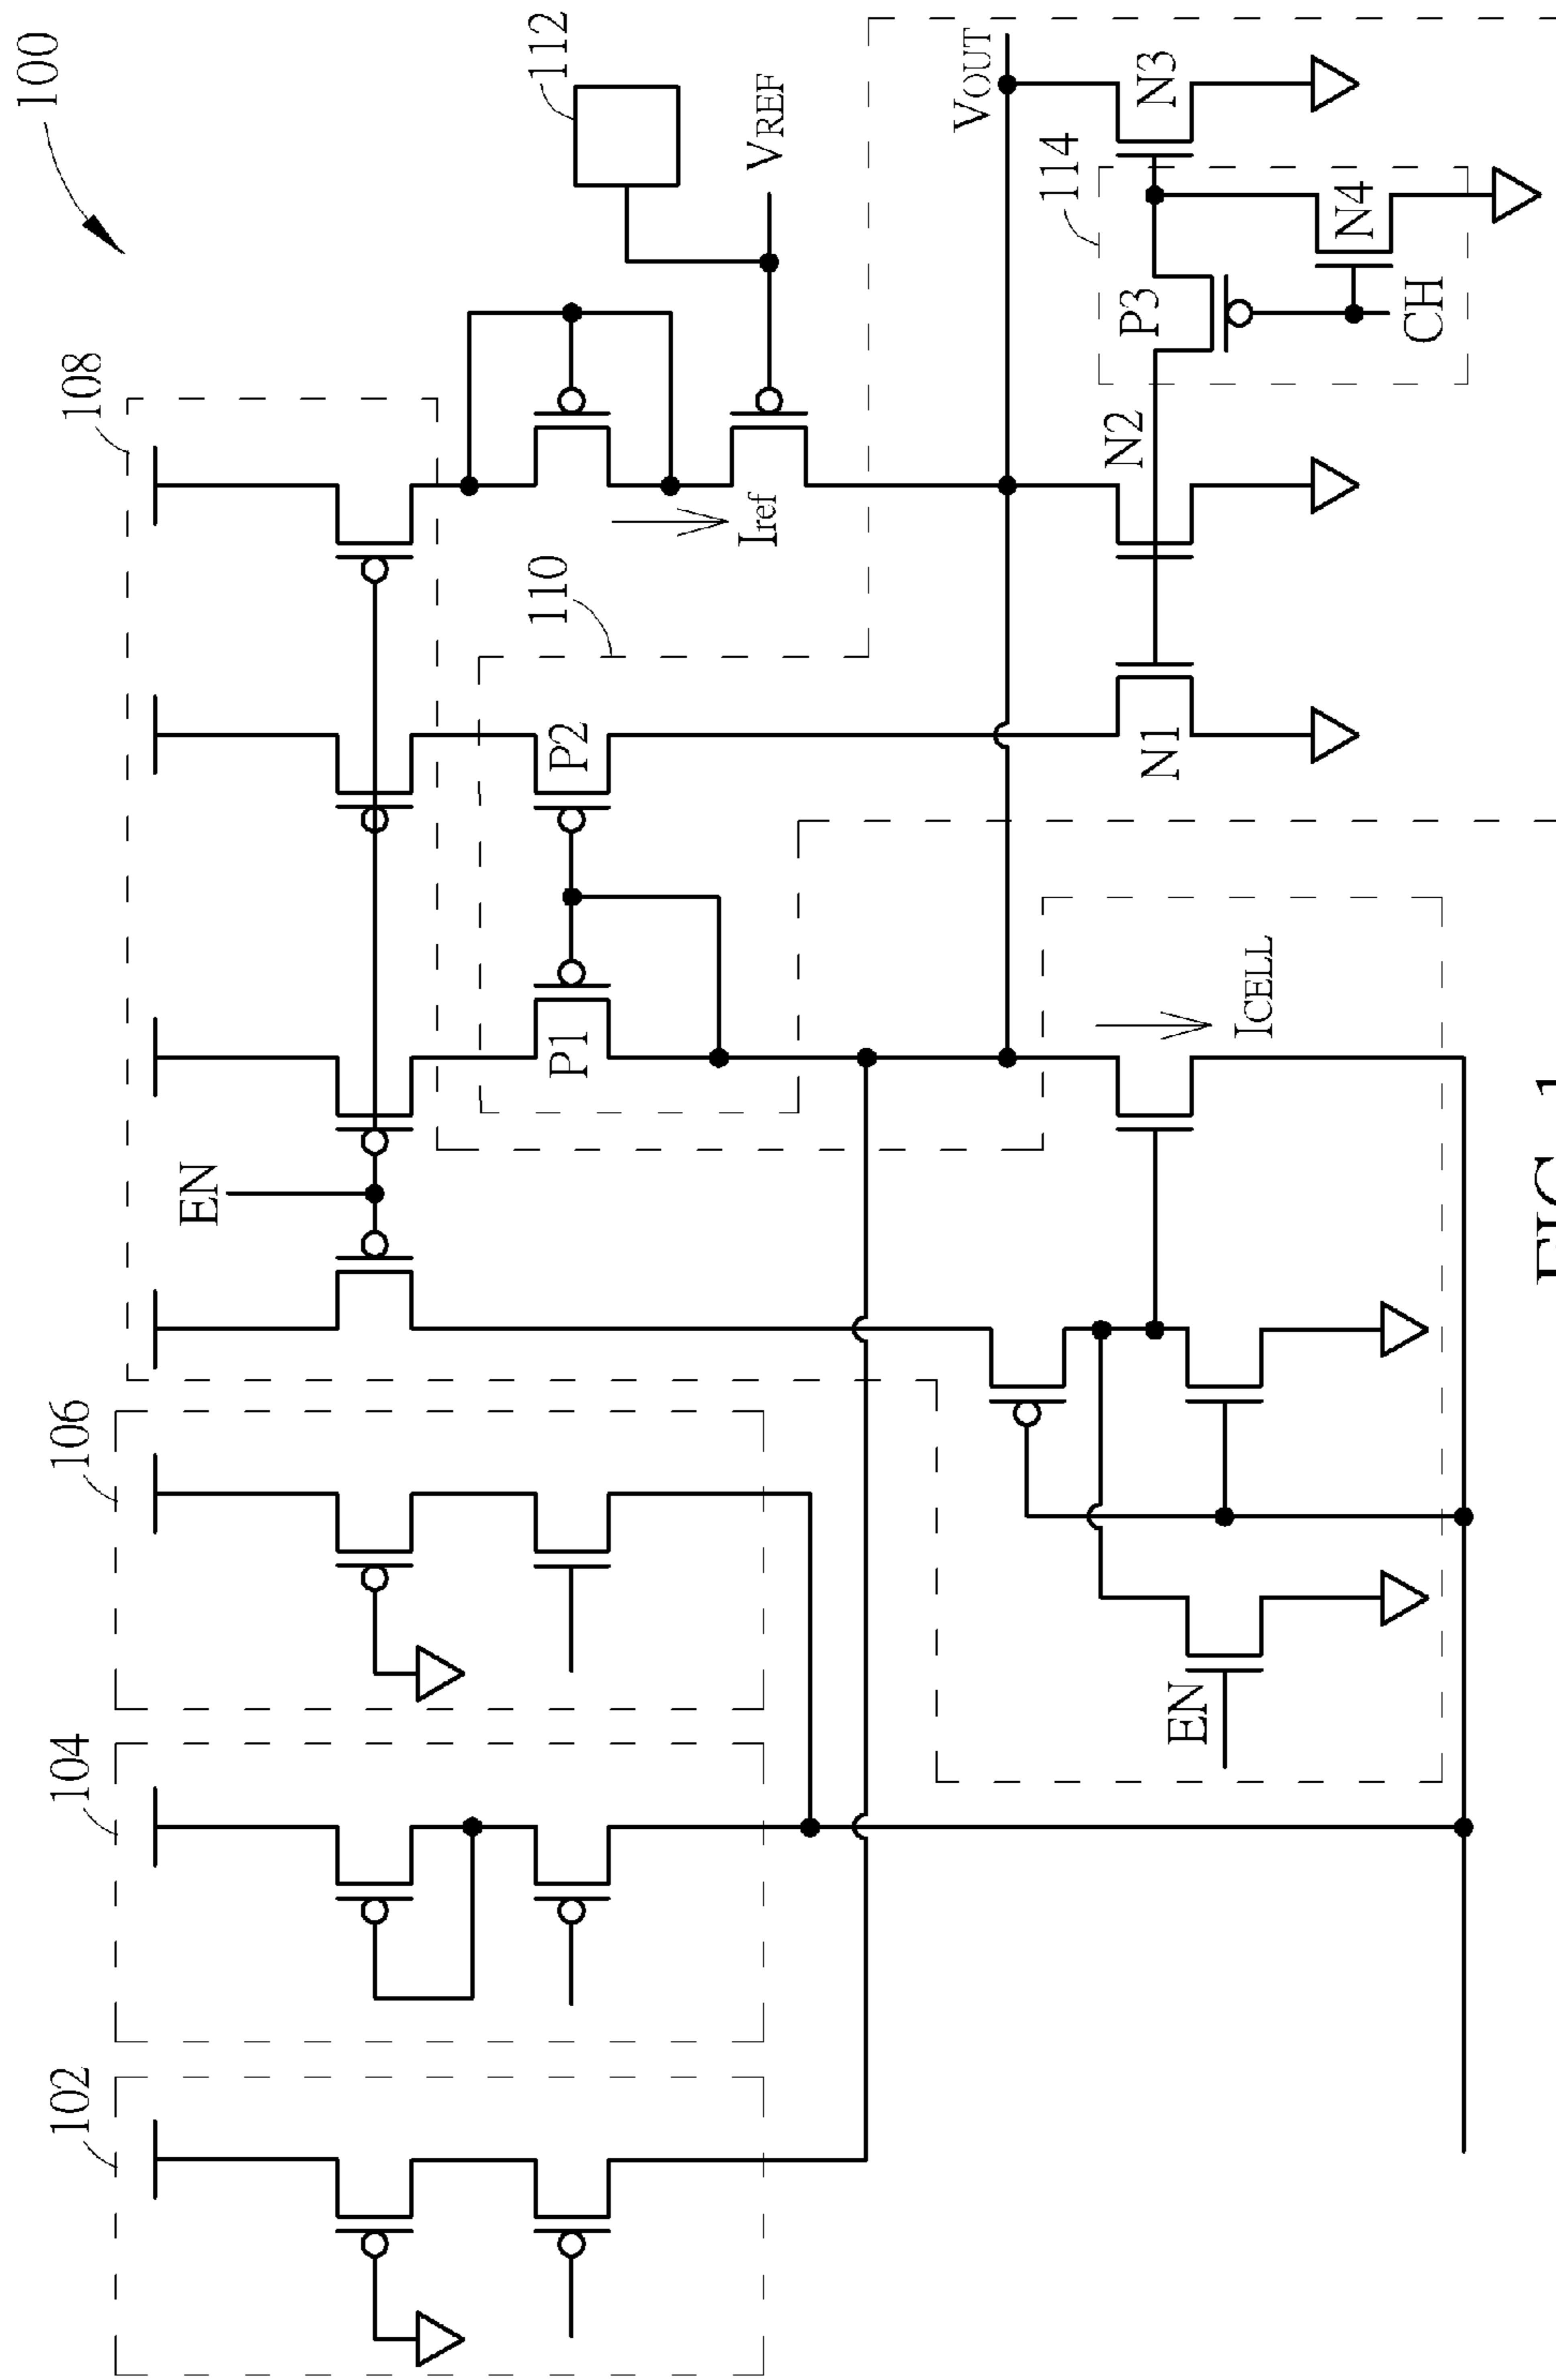 100
102
104
106
108
EN
110
112
VREF
Iref
P1
P2
VOUT
114
N1
N2
P3
N3
N4
CH
ICELL
EN
FIG. 1